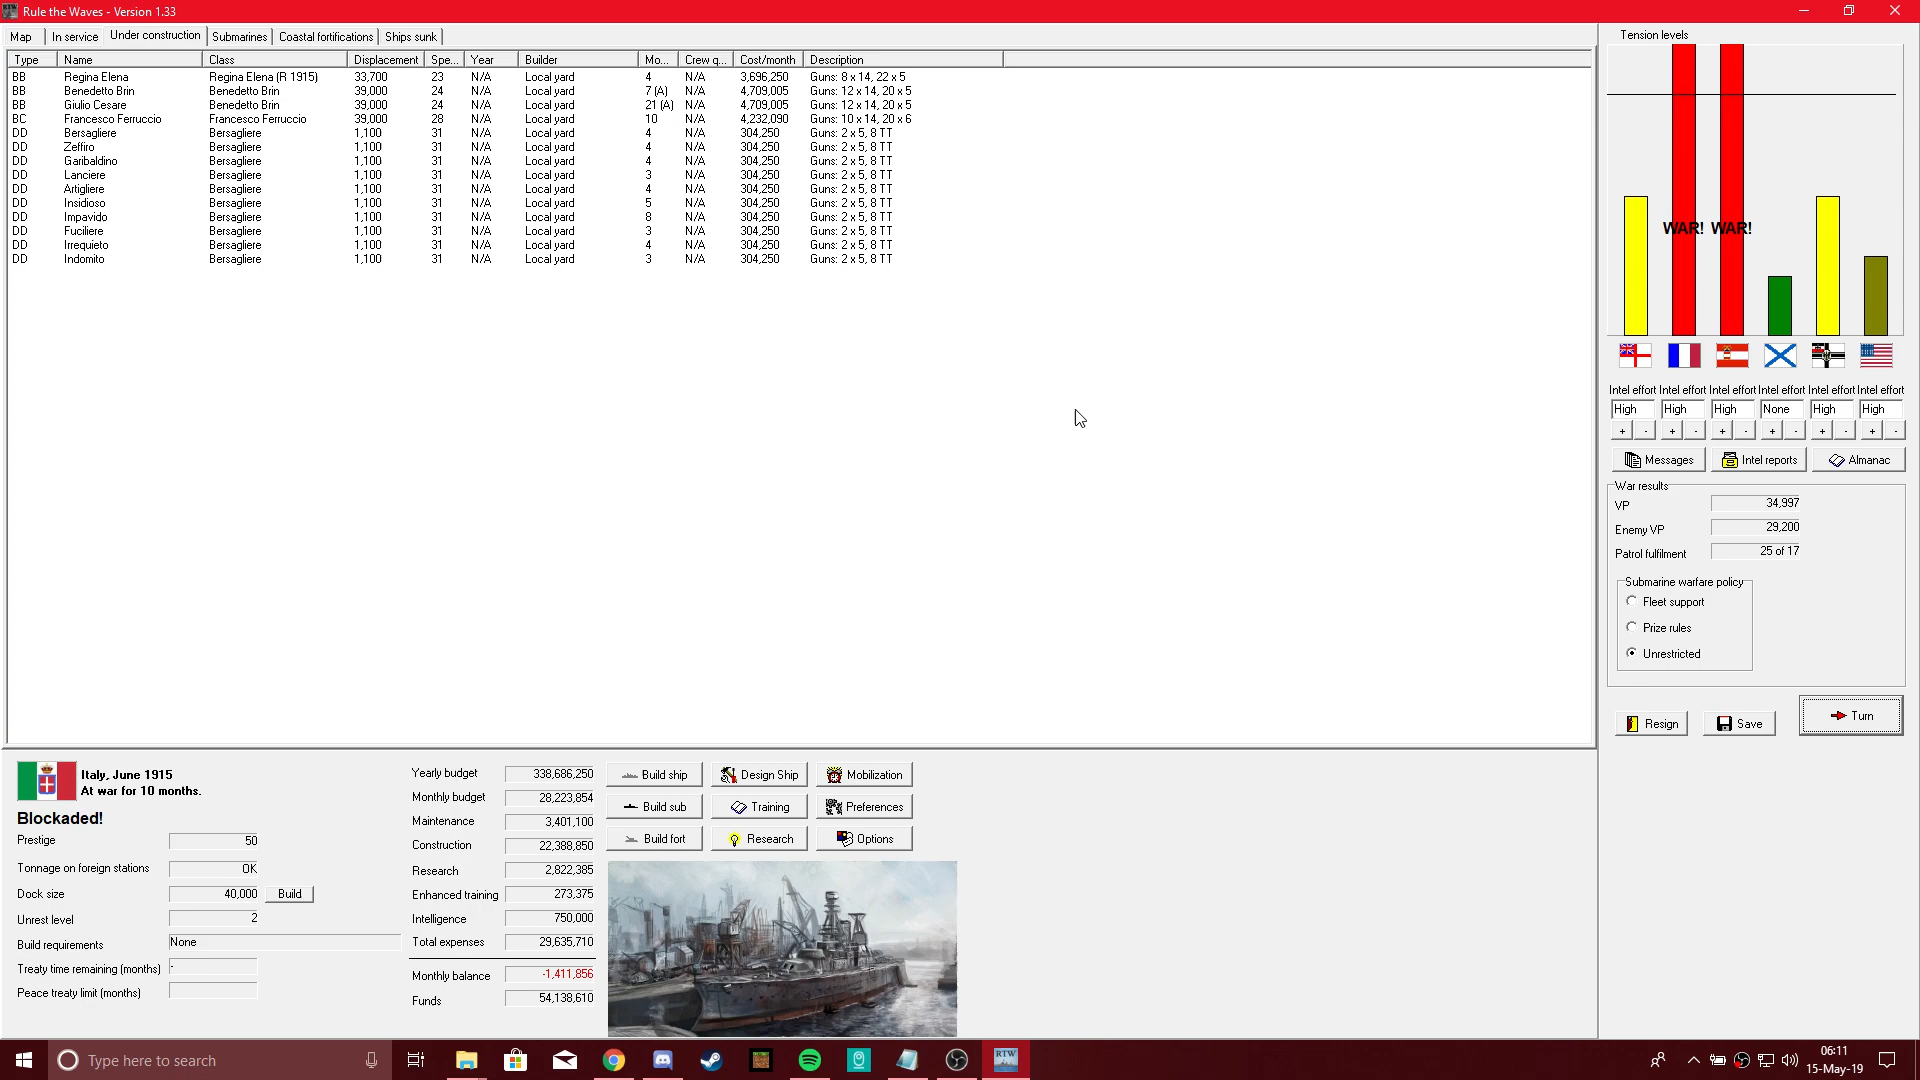 Rule the Waves - Version 1.33
Map In service Under construction Submarines Coastal fortifications Ships sunk
Type Name Class Displacement Spe... Year Builder Mo... Crew q... Cost/month Description
BB Regina Elena Regina Elena (R 1915) 33,700 23 N/A Local yard 4 N/A 3,696,250 Guns: 8 x 14, 22 x 5
BB Benedetto Brin Benedetto Brin 39,000 24 N/A Local yard 7 (A) N/A 4,709,005 Guns: 12 x 14, 20 x 5
BB Giulio Cesare Benedetto Brin 39,000 24 N/A Local yard 21 (A) N/A 4,709,005 Guns: 12 x 14, 20 x 5
BC Francesco Ferruccio Francesco Ferruccio 39,000 28 N/A Local yard 10 N/A 4,232,090 Guns: 10 x 14, 20 x 6
DD Bersagliere Bersagliere 1,100 31 N/A Local yard 4 N/A 304,250 Guns: 2 x 5, 8 TT
DD Zeffiro Bersagliere 1,100 31 N/A Local yard 4 N/A 304,250 Guns: 2 x 5, 8 TT
DD Garibaldino Bersagliere 1,100 31 N/A Local yard 4 N/A 304,250 Guns: 2 x 5, 8 TT
DD Lanciere Bersagliere 1,100 31 N/A Local yard 3 N/A 304,250 Guns: 2 x 5, 8 TT
DD Artigliere Bersagliere 1,100 31 N/A Local yard 4 N/A 304,250 Guns: 2 x 5, 8 TT
DD Insidioso Bersagliere 1,100 31 N/A Local yard 5 N/A 304,250 Guns: 2 x 5, 8 TT
DD Impavido Bersagliere 1,100 31 N/A Local yard 8 N/A 304,250 Guns: 2 x 5, 8 TT
DD Fuciliere Bersagliere 1,100 31 N/A Local yard 3 N/A 304,250 Guns: 2 x 5, 8 TT
DD Irrequieto Bersagliere 1,100 31 N/A Local yard 4 N/A 304,250 Guns: 2 x 5, 8 TT
DD Indomito Bersagliere 1,100 31 N/A Local yard 3 N/A 304,250 Guns: 2 x 5, 8 TT
Tension levels
WAR! WAR!
Intel effort Intel effort Intel effort Intel effort Intel effort Intel effort
High High High None High High
+ - + - + - + - + - + -
Messages Intel reports Almanac
War results
VP 34,997
Enemy VP 29,200
Patrol fulfilment 25 of 17
Submarine warfare policy
Fleet support
Prize rules
Unrestricted
Resign Save Turn
Italy, June 1915
At war for 10 months.
Blockaded!
Prestige 50
Tonnage on foreign stations OK
Dock size 40,000 Build
Unrest level 2
Build requirements None
Treaty time remaining (months) -
Peace treaty limit (months)
Yearly budget 338,686,250
Monthly budget 28,223,854
Maintenance 3,401,100
Construction 22,388,850
Research 2,822,385
Enhanced training 273,375
Intelligence 750,000
Total expenses 29,635,710
Monthly balance -1,411,856
Funds 54,138,610
Build ship Design Ship Mobilization
Build sub Training Preferences
Build fort Research Options
Type here to search
RTW
06:11
15-May-19